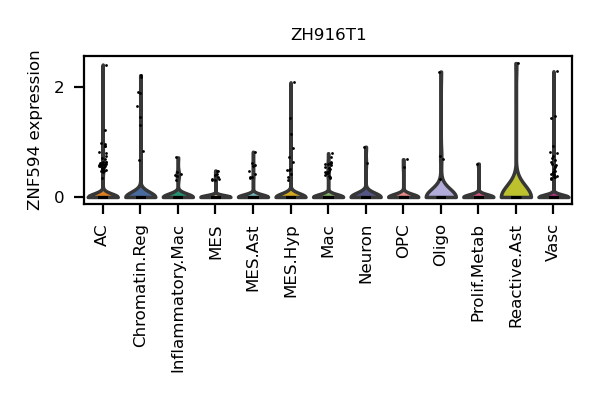 ZH916T1
ZNF594 expression
2
0
AC
Chromatin.Reg
Inflammatory.Mac
MES
MES.Ast
MES.Hyp
Mac
Neuron
OPC
Oligo
Prolif.Metab
Reactive.Ast
Vasc